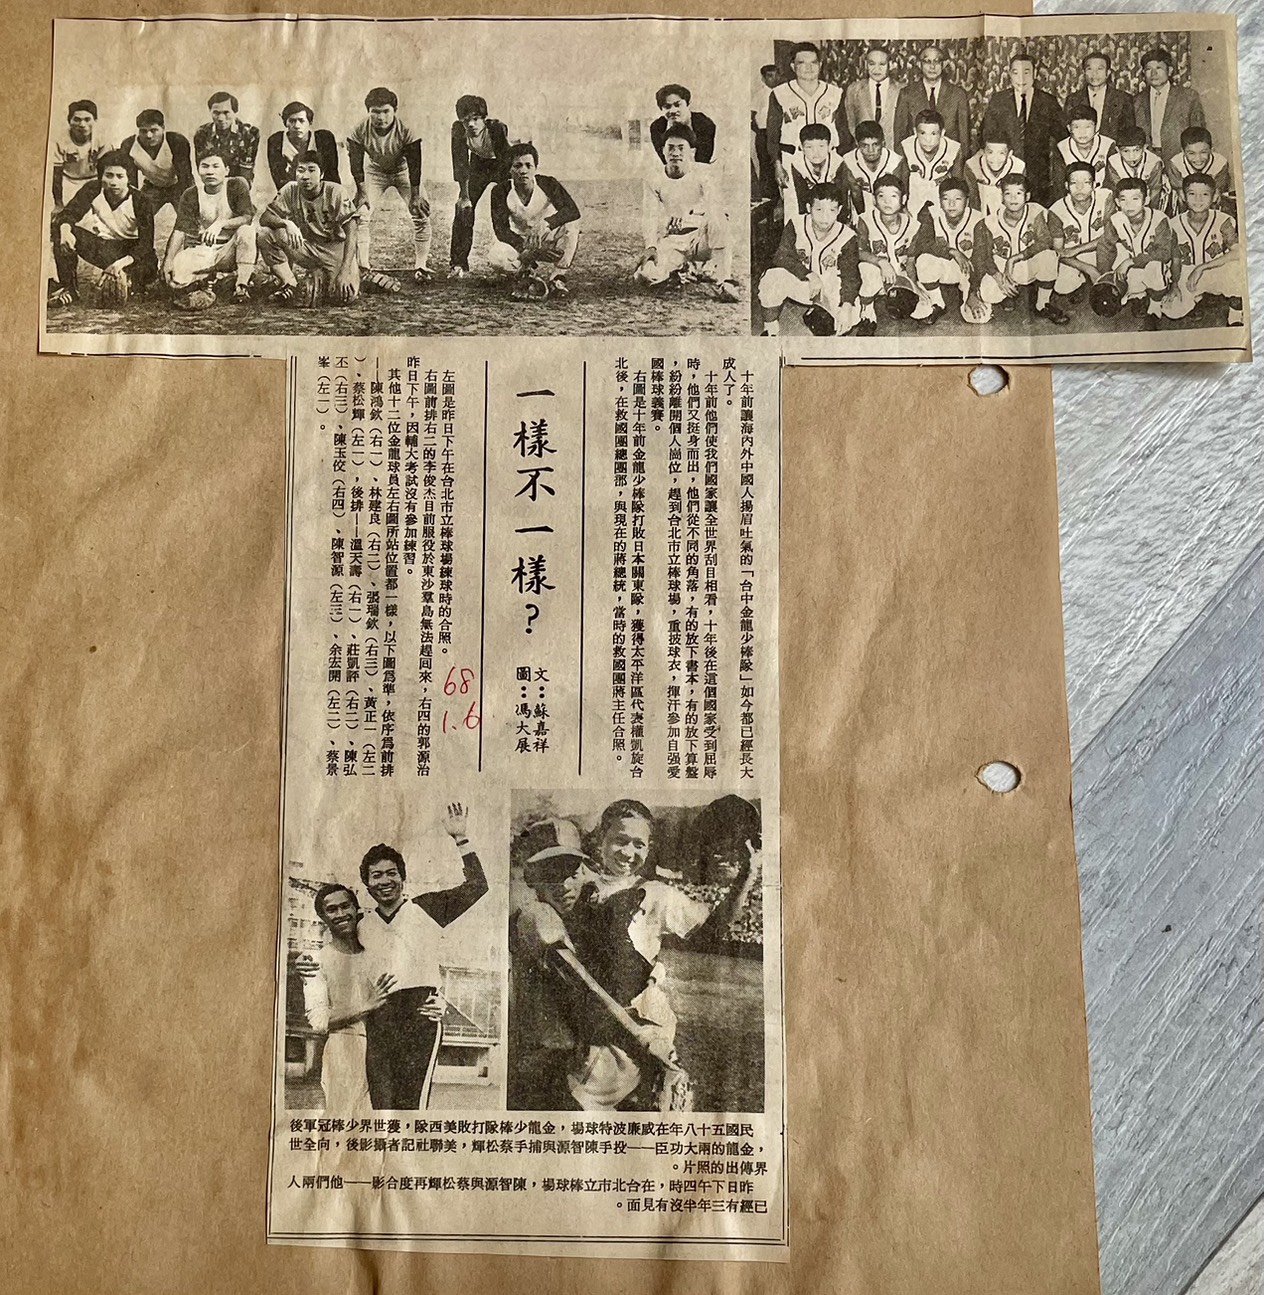 十年前讓海內外中國人揚眉吐氣的「台中金龍少棒隊」如今都已經長大
成人了。
十年前他們使我們國家讓全世界刮目相看,十年後在這個國家受到屈辱
時,他們又挺身而出,他們從不同的角落,有的放下書本,有的放下算盤
,紛紛離開個人崗位,趕到台北市立棒球場,重披球衣,揮汗參加自强愛
國棒球義賽。
右圖是十年前金龍少棒隊打敗日本關東隊,獲得太平洋區代表權凱旋台
北後,在救國團總團部,與現在的蔣總統,當時的救國團蔣主任合照。
一樣不一樣?
文:蘇嘉祥
圖:馮大展
左圖是昨日下午在台北市立棒球場練球時的合照。
右圖前排右二的李俊杰目前服役於東沙羣島無法趕回來,右四的郭源治
昨日下午,因輔大考試沒有參加練習。
其他十二位金龍球員左右圖所站位置都一樣,以下圖爲準,依序爲前排
——陳鴻欽(右一)、林建良(右二)、張瑞欽(右三)、黃正一(左二
)、蔡松輝(左一),後排——溫天壽(右一)、莊凱評(右二)、陳弘
丕(右三)、陳玉佼(右四)、陳智源(左三)、余宏開(左二)、蔡景
峯(左一)。
68
1.6
民國五十八年在威廉波特球場,金龍少棒隊打敗美西隊,獲世界少棒冠軍後
,金龍的兩大功臣——投手陳智源與捕手蔡松輝,美聯社記者攝影後,向全世
界傳出的照片。
昨日下午四時,在台北市立棒球場,陳智源與蔡松輝再度合影——他們兩人
已經有三年半沒有見面。